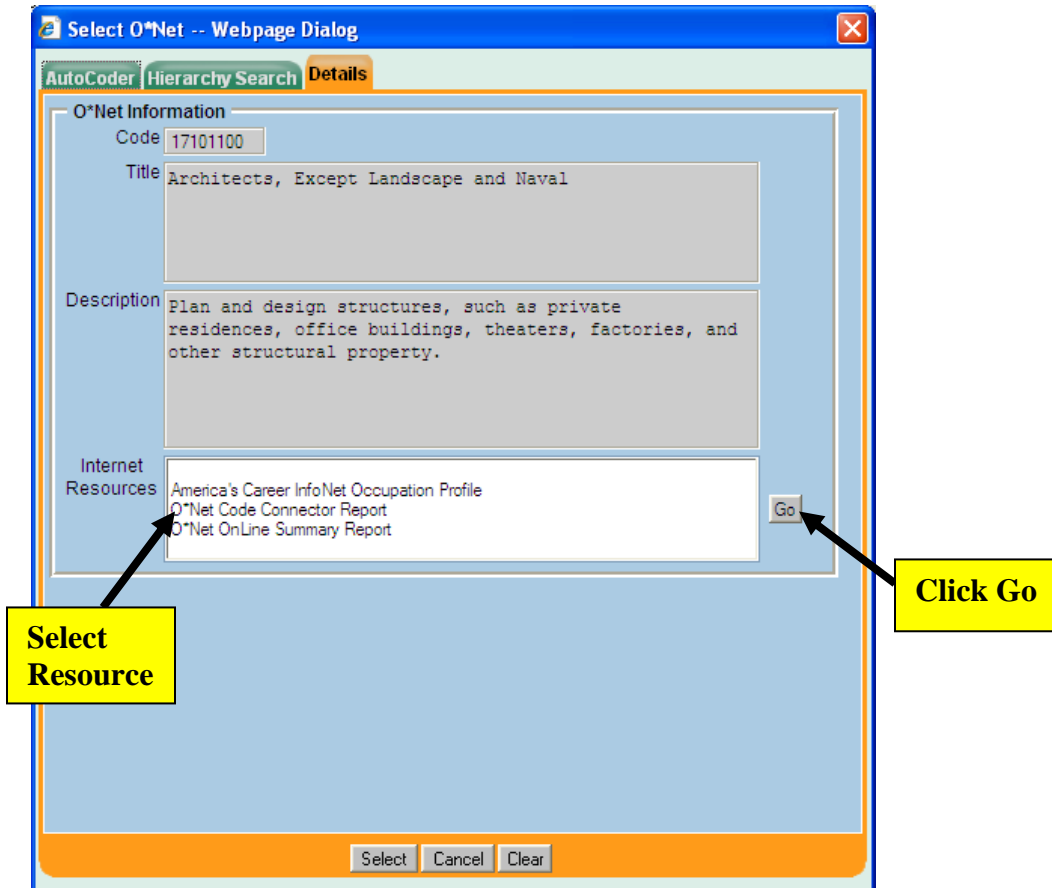 Select O*Net -- Webpage Dialog
AutoCoder Hierarchy Search Details
O*Net Information
Code 17101100
Title Architects, Except Landscape and Naval
Description Plan and design structures, such as private
residences, office buildings, theaters, factories, and
other structural property.
Internet
Resources
America's Career InfoNet Occupation Profile
O*Net Code Connector Report
O*Net OnLine Summary Report
Go
Click Go
Select
Resource
Select Cancel Clear